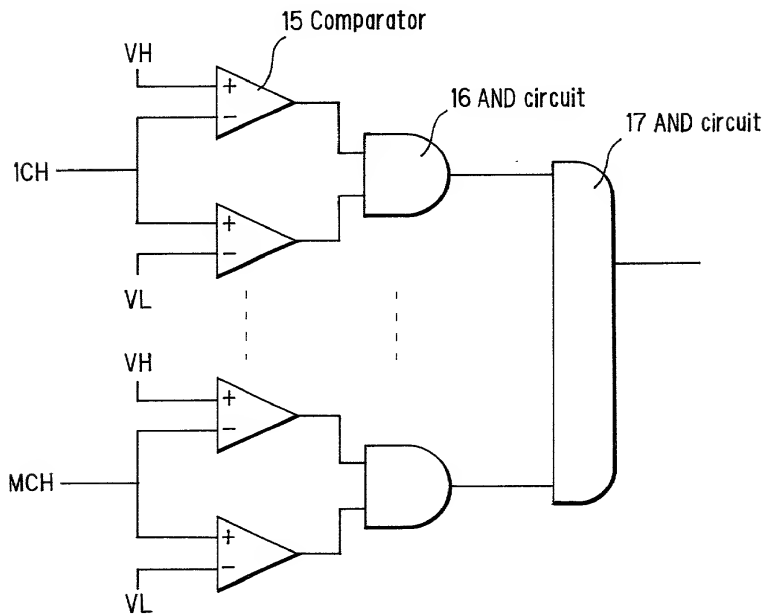 15 Comparator
VH
+
−
16 AND circuit
17 AND circuit
1CH
+
−
VL
VH
+
−
MCH
+
−
VL